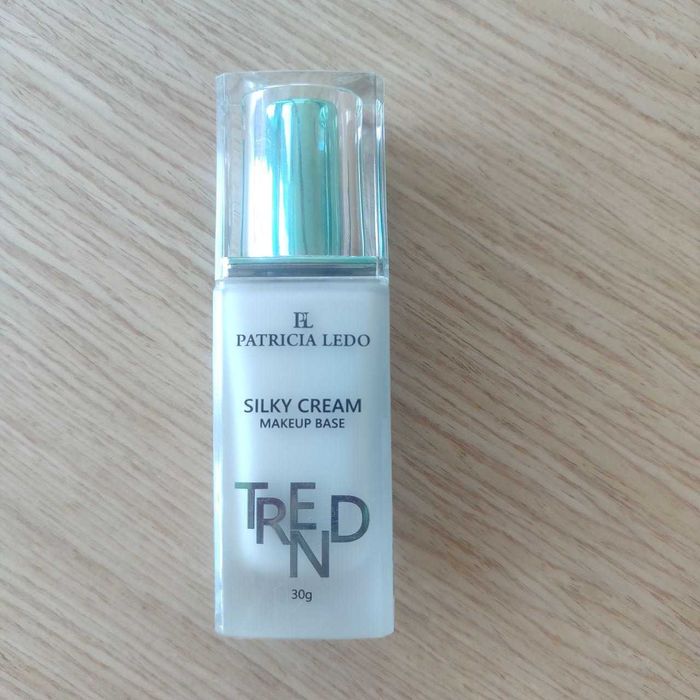 PL
PATRICIA LEDO
SILKY CREAM
MAKEUP BASE
TREND
30g